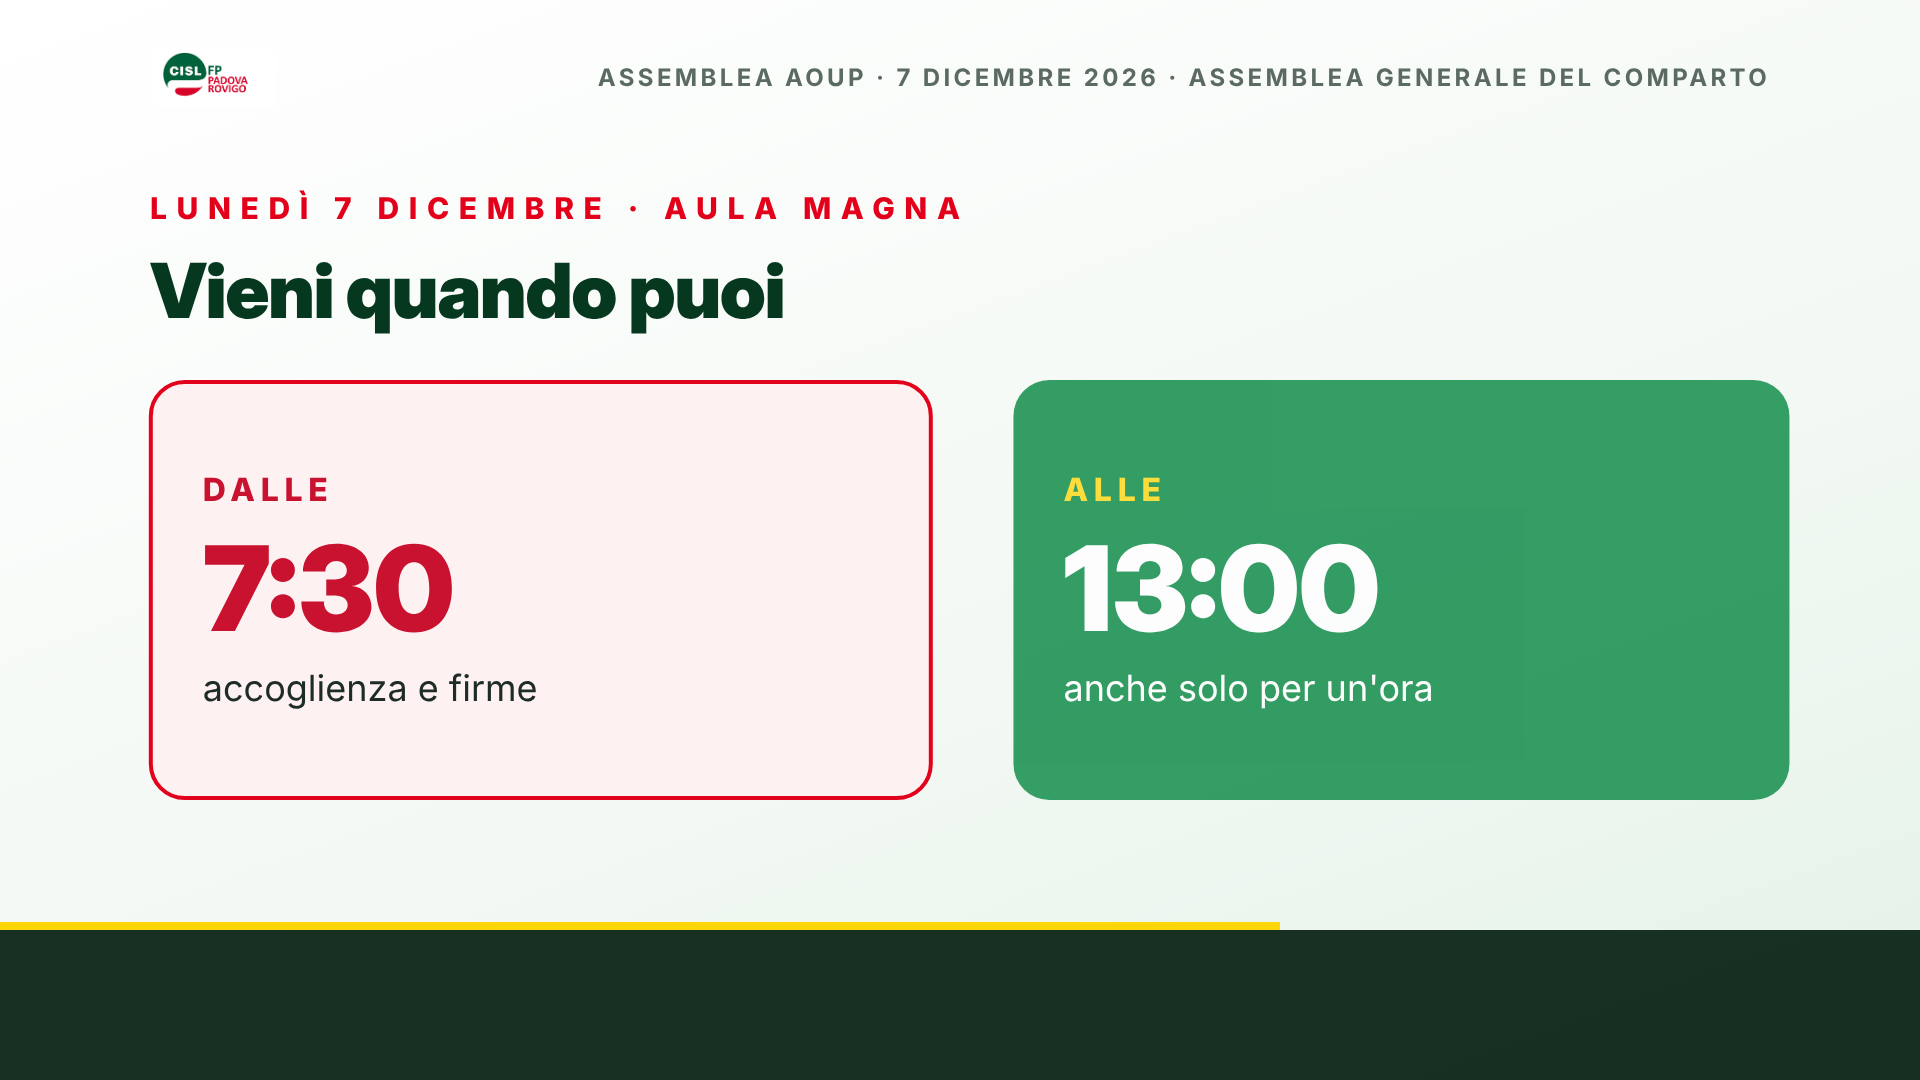 CISL FP
PADOVA
ROVIGO
ASSEMBLEA AOUP · 7 DICEMBRE 2026 · ASSEMBLEA GENERALE DEL COMPARTO
LUNEDÌ 7 DICEMBRE · AULA MAGNA
Vieni quando puoi
DALLE
7:30
accoglienza e firme
ALLE
13:00
anche solo per un'ora